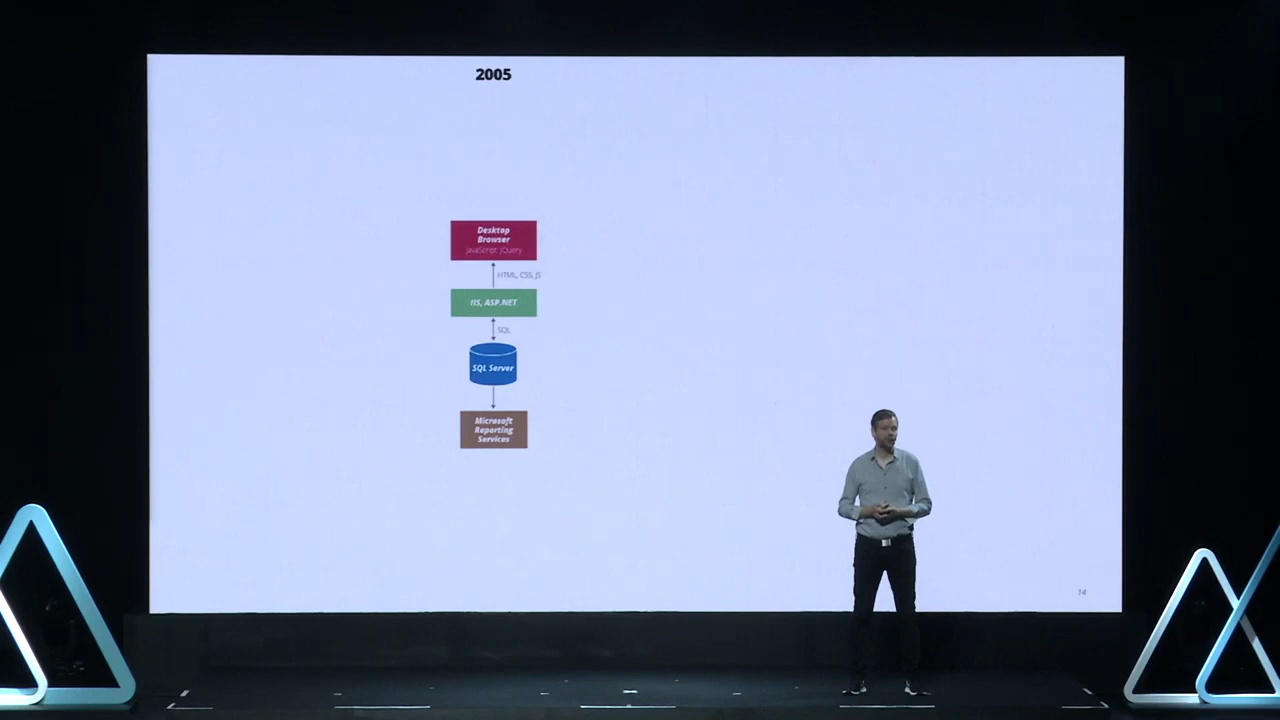 2005
Desktop
Browser
JavaScript jQuery
HTML, CSS, JS
IIS, ASP.NET
SQL
SQL Server
Microsoft
Reporting
Services
14